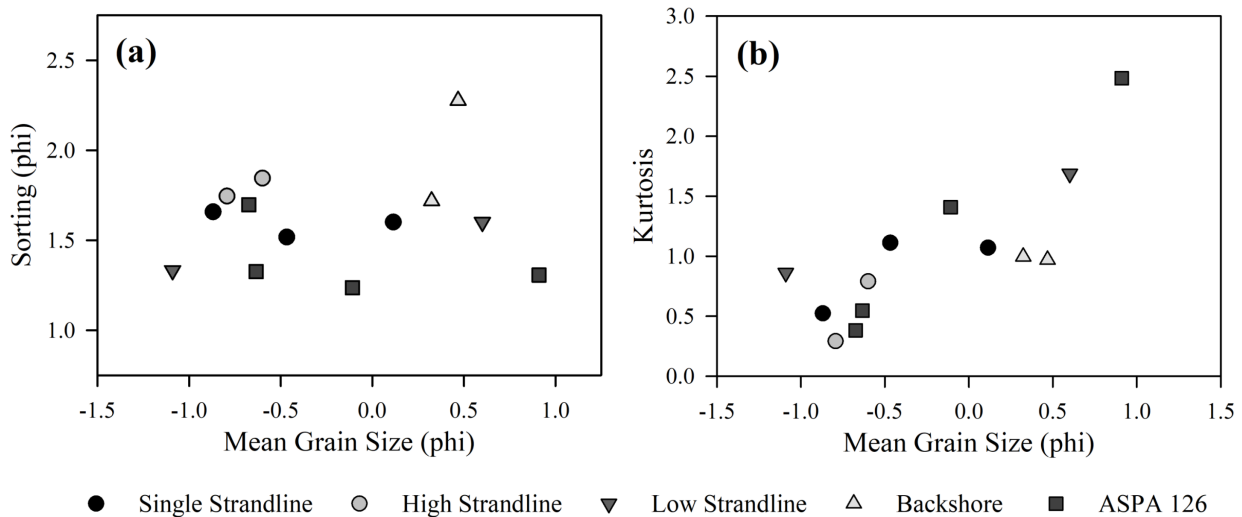 (a)
Sorting (phi)
2.5
2.0
1.5
1.0
-1.5 -1.0 -0.5 0.0 0.5 1.0
Mean Grain Size (phi)
(b)
Kurtosis
3.0
2.5
2.0
1.5
1.0
0.5
0.0
-1.5 -1.0 -0.5 0.0 0.5 1.0 1.5
Mean Grain Size (phi)
Single Strandline High Strandline Low Strandline Backshore ASPA 126